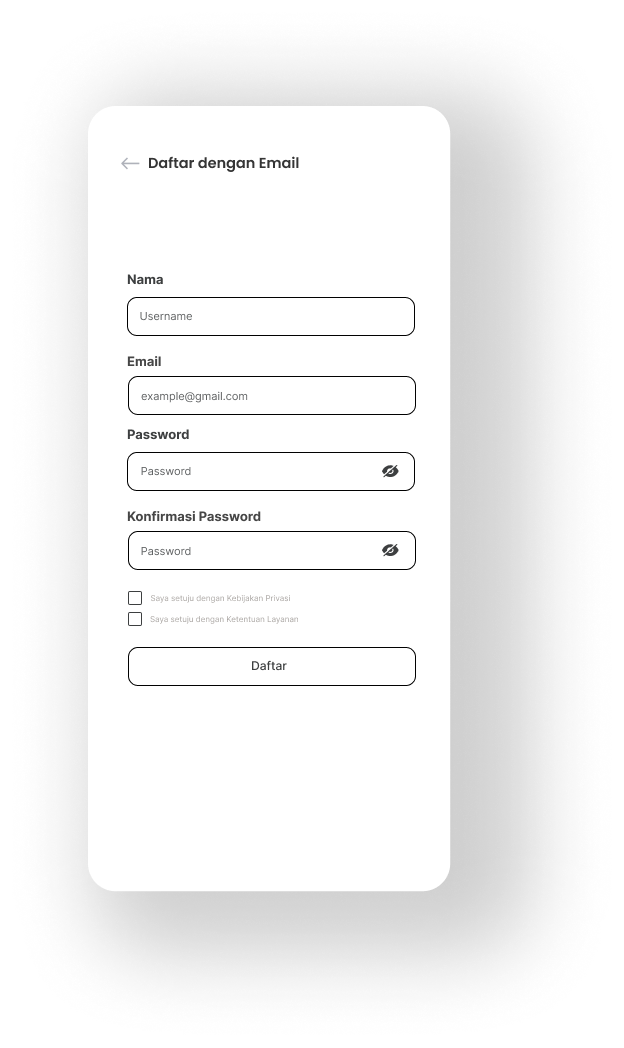 Daftar dengan Email
Nama
Username
Email
example@gmail.com
Password
Password
Konfirmasi Password
Password
Saya setuju dengan Kebijakan Privasi
Saya setuju dengan Ketentuan Layanan
Daftar